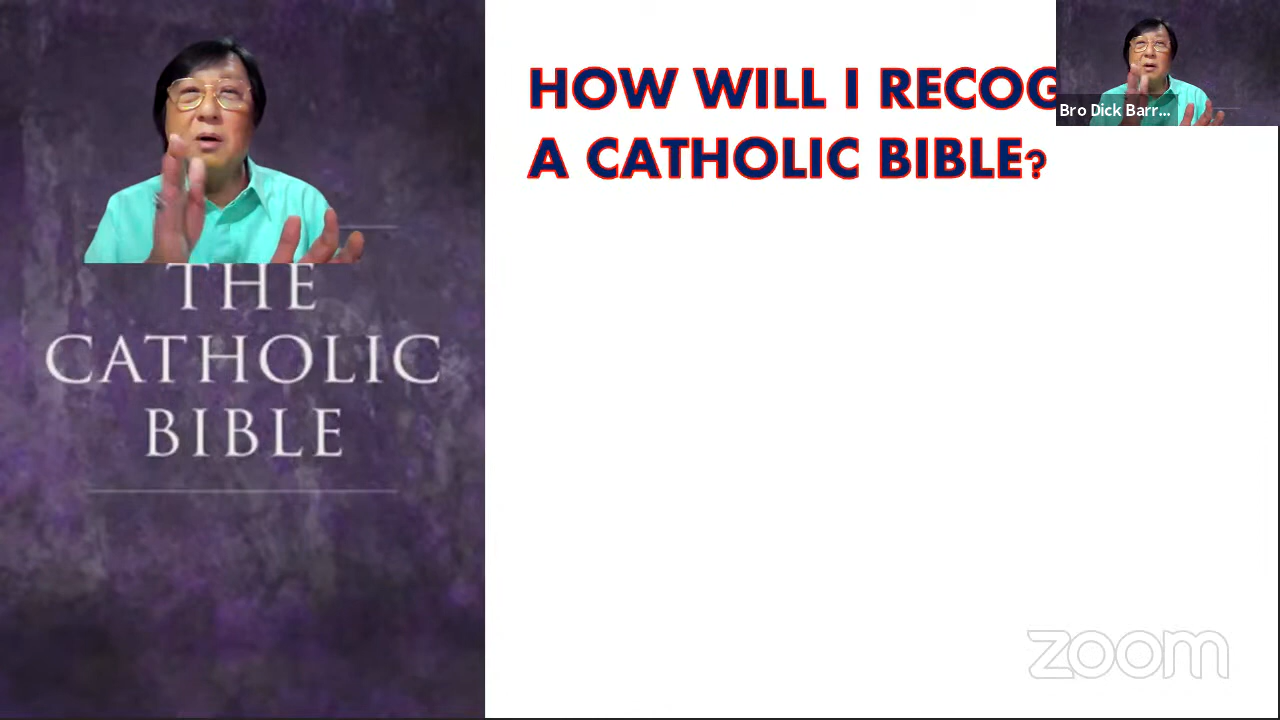 HOW WILL I RECOG
A CATHOLIC BIBLE?
Bro Dick Barr...
THE
CATHOLIC
BIBLE
zoom